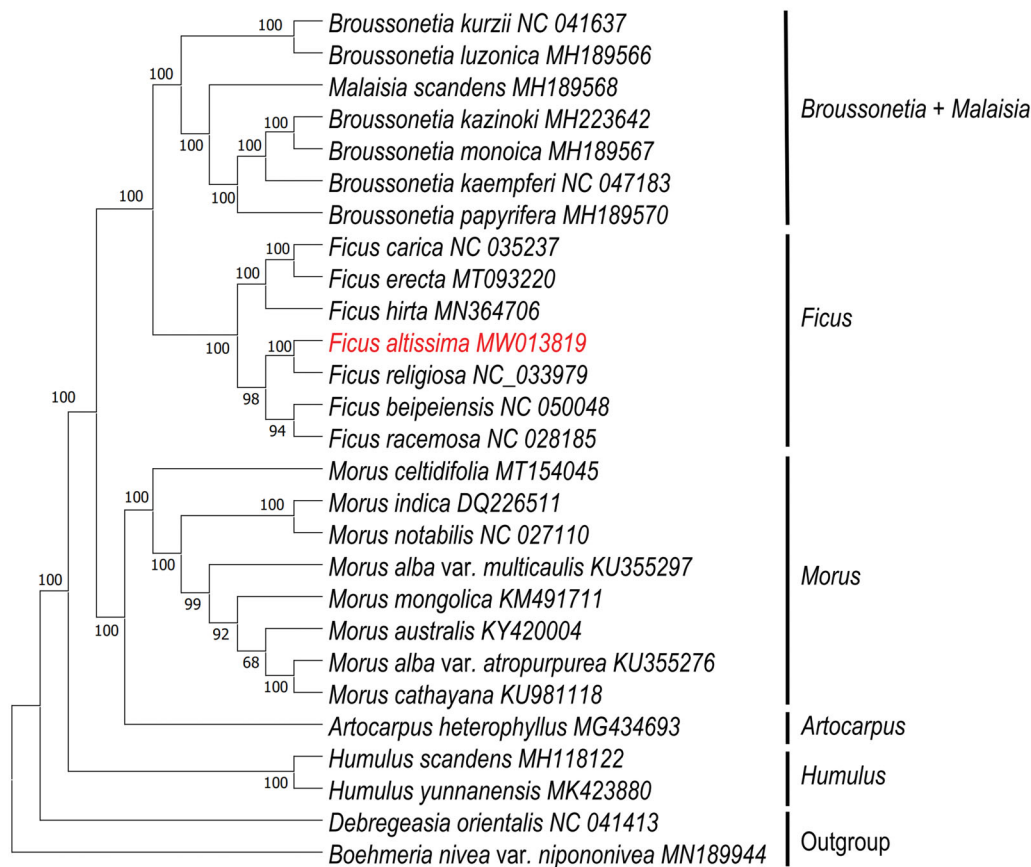 100
Broussonetia kurzii NC 041637
Broussonetia luzonica MH189566
100
Malaisia scandens MH189568
Broussonetia kazinoki MH223642
100
Broussonetia + Malaisia
100
100
Broussonetia monoica MH189567
Broussonetia kaempferi NC 047183
100
100
Broussonetia papyrifera MH189570
Ficus carica NC 035237
100
Ficus erecta MT093220
100
Ficus hirta MN364706
Ficus
100
100
Ficus altissima MW013819
Ficus religiosa NC_033979
98
Ficus beipeiensis NC 050048
100
94
Ficus racemosa NC 028185
Morus celtidifolia MT154045
100
Morus indica DQ226511
100
Morus notabilis NC 027110
100
Morus alba var. multicaulis KU355297
Morus
100
99
Morus mongolica KM491711
92
Morus australis KY420004
100
68
Morus alba var. atropurpurea KU355276
100
Morus cathayana KU981118
Artocarpus heterophyllus MG434693
Artocarpus
Humulus scandens MH118122
100
Humulus
Humulus yunnanensis MK423880
Debregeasia orientalis NC 041413
Outgroup
Boehmeria nivea var. nipononivea MN189944